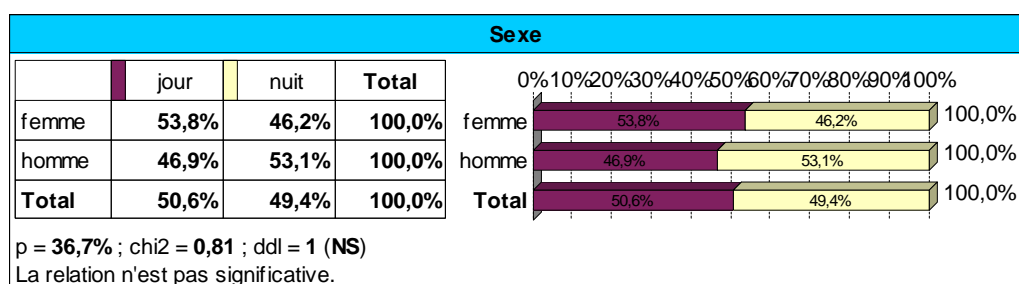 Sexe
jour nuit Total
femme 53,8% 46,2% 100,0%
homme 46,9% 53,1% 100,0%
Total 50,6% 49,4% 100,0%
0% 10% 20% 30% 40% 50% 60% 70% 80% 90% 100%
femme 53,8% 46,2% 100,0%
homme 46,9% 53,1% 100,0%
Total 50,6% 49,4% 100,0%
p = 36,7% ; chi2 = 0,81 ; ddl = 1 (NS)
La relation n'est pas significative.